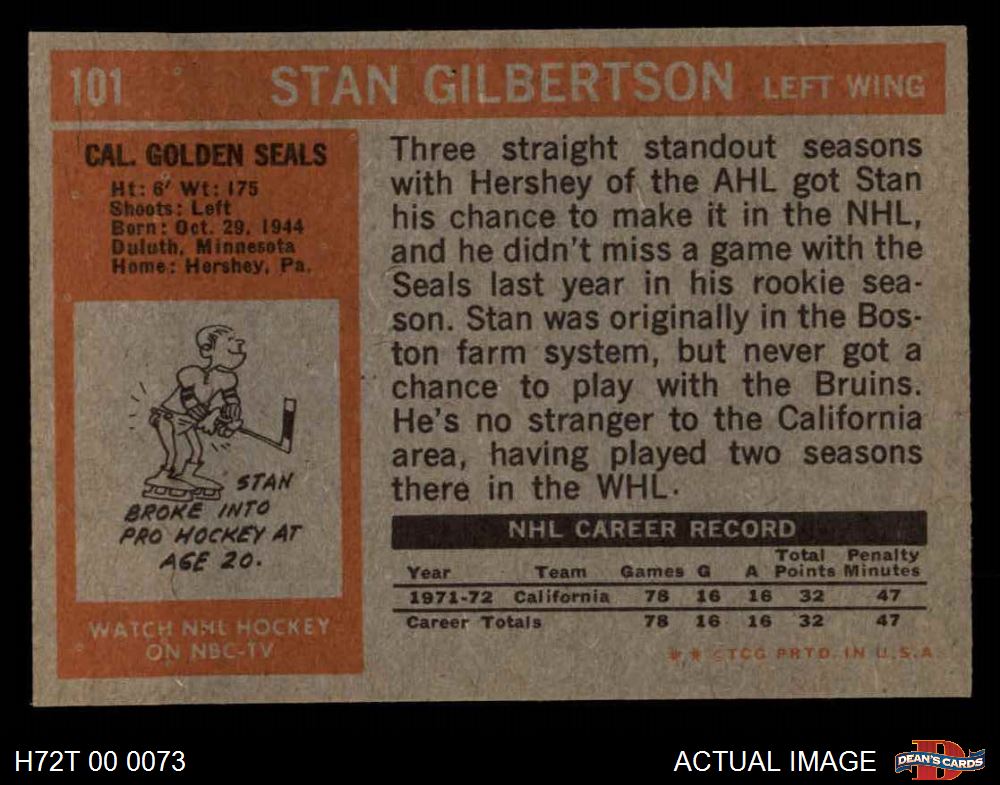 101 STAN GILBERTSON LEFT WING
CAL. GOLDEN SEALS
Ht: 6' Wt: 175
Shoots: Left
Born: Oct. 29, 1944
Duluth, Minnesota
Home: Hershey, Pa.
STAN
BROKE INTO
PRO HOCKEY AT
AGE 20.
WATCH NHL HOCKEY
ON NBC-TV
Three straight standout seasons
with Hershey of the AHL got Stan
his chance to make it in the NHL,
and he didn't miss a game with the
Seals last year in his rookie sea-
son. Stan was originally in the Bos-
ton farm system, but never got a
chance to play with the Bruins.
He's no stranger to the California
area, having played two seasons
there in the WHL.
NHL CAREER RECORD
Total Penalty
Year Team Games G A Points Minutes
1971-72 California 78 16 16 32 47
Career Totals 78 16 16 32 47
* * ©TCG PRTD. IN U.S.A.
H72T 00 0073 ACTUAL IMAGE DEAN'S CARDS